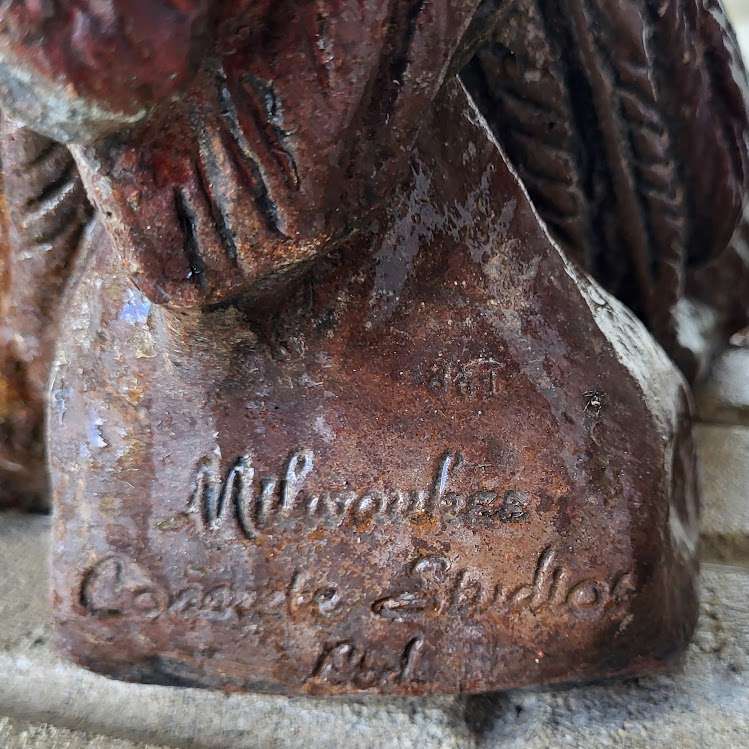 Milwaukee
Concrete Studios
Ltd